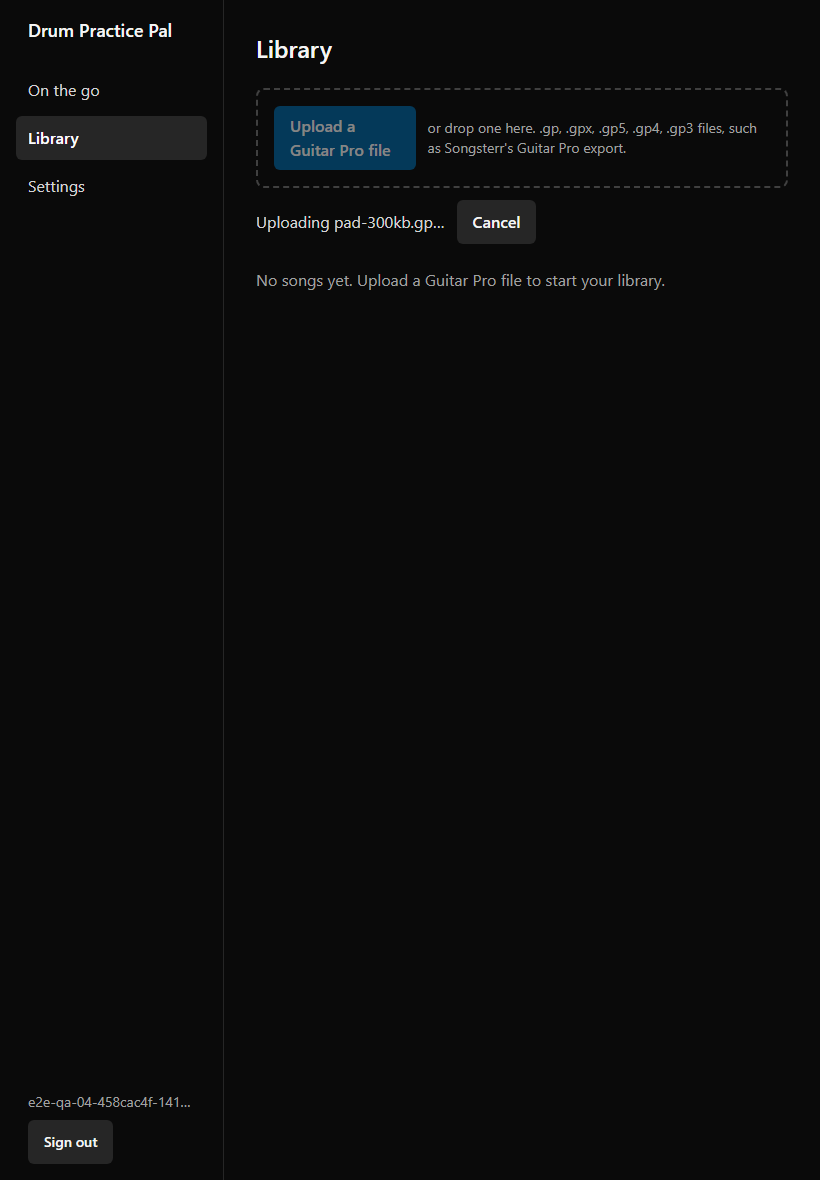 Drum Practice Pal
On the go
Library
Settings
Library
Upload a
Guitar Pro file
or drop one here. .gp, .gpx, .gp5, .gp4, .gp3 files, such
as Songsterr's Guitar Pro export.
Uploading pad-300kb.gp...
Cancel
No songs yet. Upload a Guitar Pro file to start your library.
e2e-qa-04-458cac4f-141...
Sign out